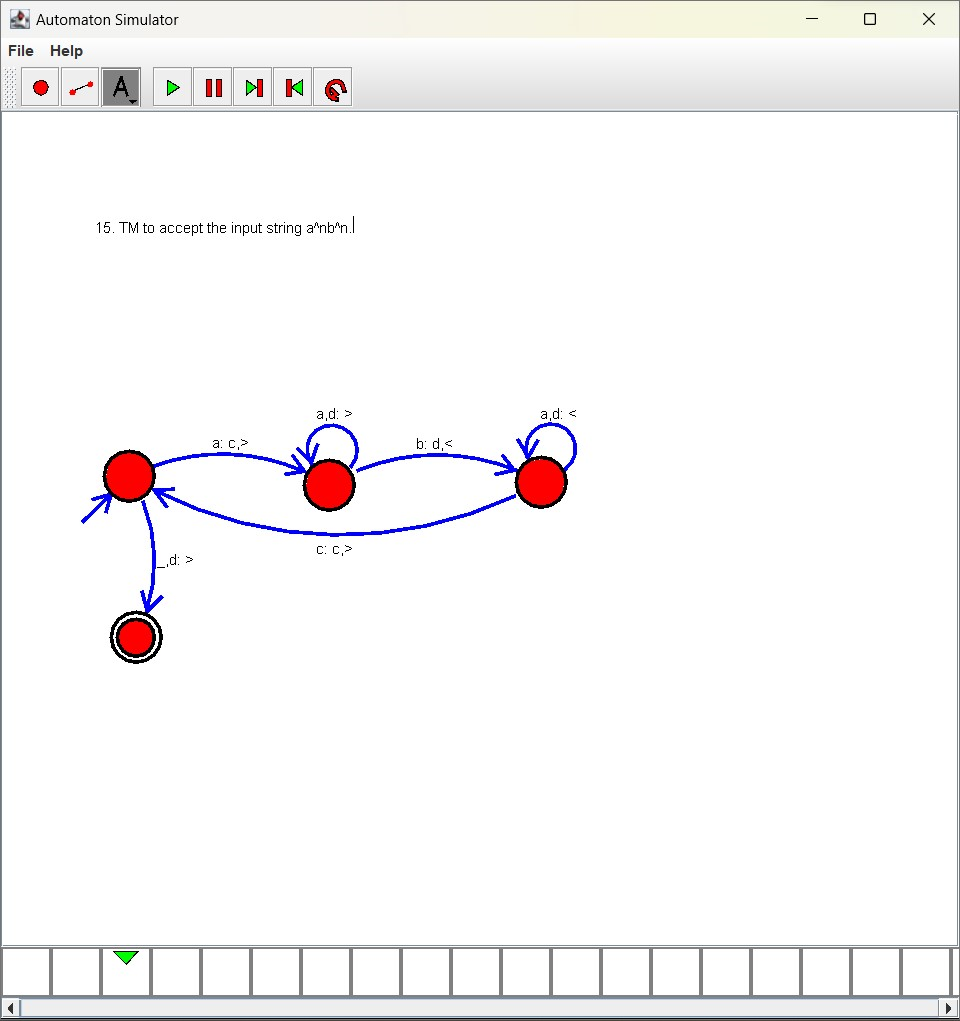 Automaton Simulator
File Help
A
15. TM to accept the input string a^nb^n.
a,d: >
a,d: <
a: c,>
b: d,<
c: c,>
_,d: >